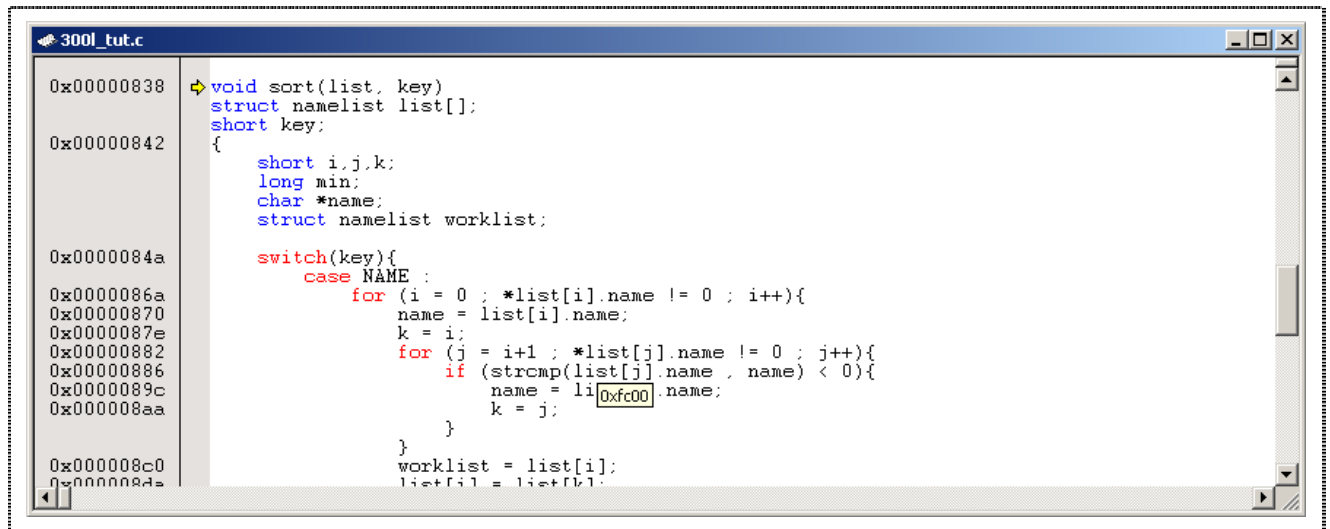 300l_tut.c
0x00000838 void sort(list, key)
struct namelist list[];
short key;
0x00000842 {
short i,j,k;
long min;
char *name;
struct namelist worklist;
0x0000084a switch(key){
case NAME :
0x0000086a for (i = 0 ; *list[i].name != 0 ; i++){
0x00000870 name = list[i].name;
0x0000087e k = i;
0x00000882 for (j = i+1 ; *list[j].name != 0 ; j++){
0x00000886 if (strcmp(list[j].name , name) < 0){
0x0000089c name = li 0xfc00 .name;
0x000008aa k = j;
}
}
0x000008c0 worklist = list[i];
0x000008da list[i] = list[k];